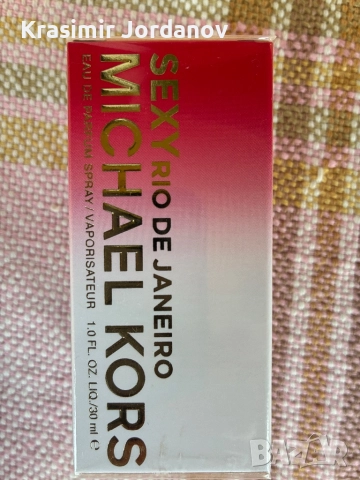 Krasimir Jordanov
SEXY RIO DE JANEIRO
MICHAEL KORS
EAU DE PARFUM SPRAY / VAPORISATEUR 1.0 FL. OZ. LIQ./30 ml e
BAZAR